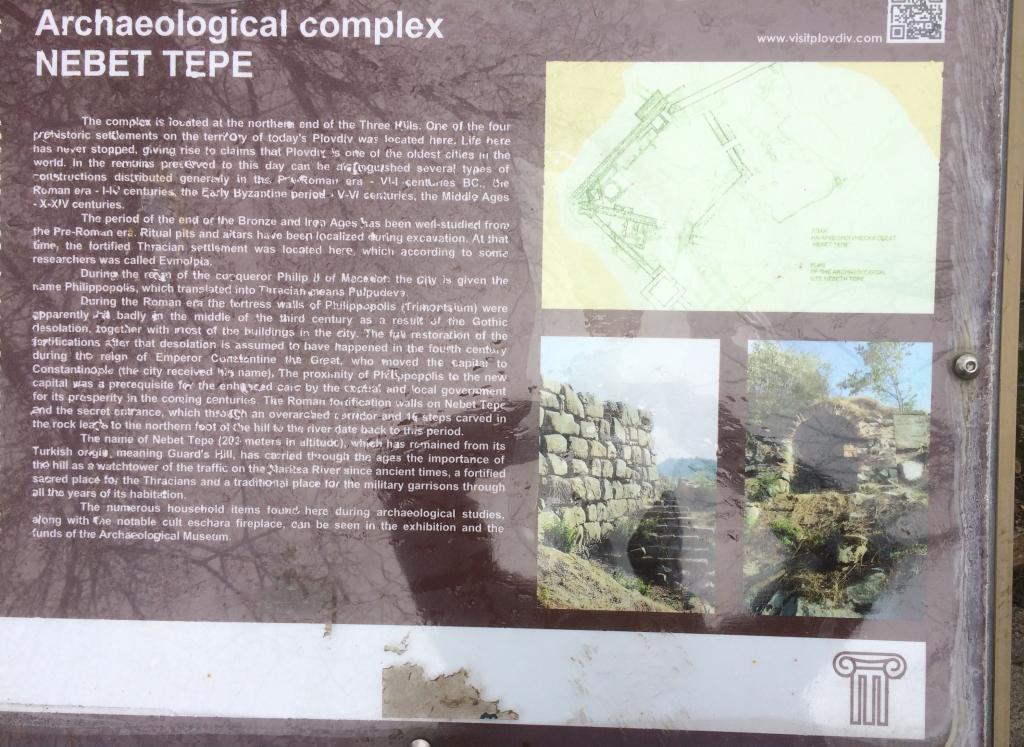 Archaeological complex
NEBET TEPE
www.visitplovdiv.com
The complex is located at the northern end of the Three Hills. One of the four
prehistoric settlements on the territory of today's Plovdiv was located here. Life here
has never stopped, giving rise to claims that Plovdiv is one of the oldest cities in the
world. In the remains preserved to this day can be distinguished several types of
constructions distributed generally in the Pre-Roman era - VI-I centuries BC., the
Roman era - I-IV centuries, the Early Byzantine period - V-VI centuries, the Middle Ages
- X-XIV centuries.
The period of the end of the Bronze and Iron Ages has been well-studied from
the Pre-Roman era. Ritual pits and altars have been localized during excavation. At that
time, the fortified Thracian settlement was located here, which according to some
researchers was called Evmolpia.
During the reign of the conqueror Philip II of Macedon the city is given the
name Philippopolis, which translated into Thracian means Pulpudeva.
During the Roman era the fortress walls of Philippopolis (Trimontium) were
apparently hit badly in the middle of the third century as a result of the Gothic
desolation, together with most of the buildings in the city. The full restoration of the
fortifications after that desolation is assumed to have happened in the fourth century
during the reign of Emperor Constantine the Great, who moved the capital to
Constantinople (the city received his name). The proximity of Philippopolis to the new
capital was a prerequisite for the enhanced care by the central and local government
for its prosperity in the coming centuries. The Roman fortification walls on Nebet Tepe
and the secret entrance, which through an overarched corridor and 16 steps carved in
the rock leads to the northern foot of the hill to the river date back to this period.
The name of Nebet Tepe (203 meters in altitude), which has remained from its
Turkish origin, meaning Guard's Hill, has carried through the ages the importance of
the hill as a watchtower of the traffic on the Maritsa River since ancient times, a fortified
sacred place for the Thracians and a traditional place for the military garrisons through
all the years of its habitation.
The numerous household items found here during archaeological studies,
along with the notable cult eschara fireplace, can be seen in the exhibition and the
funds of the Archaeological Museum.
ПЛАН
НА АРХЕОЛОГИЧЕСКИ ОБЕКТ
"НЕБЕТ ТЕПЕ"
PLAN
OF THE ARCHAEOLOGICAL
SITE NEBETH TEPE